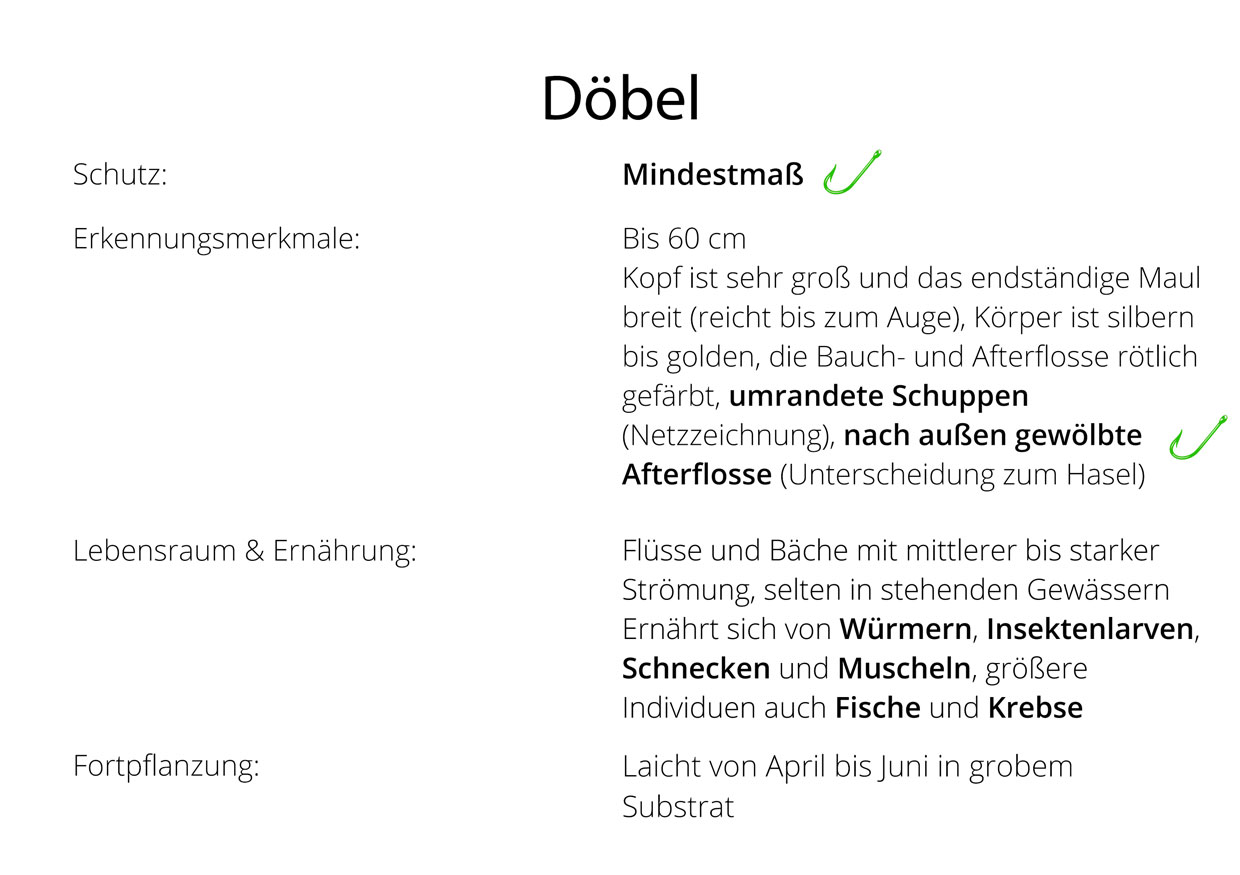 Döbel
Schutz:
Mindestmaß
Erkennungsmerkmale:
Bis 60 cm
Kopf ist sehr groß und das endständige Maul
breit (reicht bis zum Auge), Körper ist silbern
bis golden, die Bauch- und Afterflosse rötlich
gefärbt, umrandete Schuppen
(Netzzeichnung), nach außen gewölbte
Afterflosse (Unterscheidung zum Hasel)
Lebensraum & Ernährung:
Flüsse und Bäche mit mittlerer bis starker
Strömung, selten in stehenden Gewässern
Ernährt sich von Würmern, Insektenlarven,
Schnecken und Muscheln, größere
Individuen auch Fische und Krebse
Fortpflanzung:
Laicht von April bis Juni in grobem
Substrat